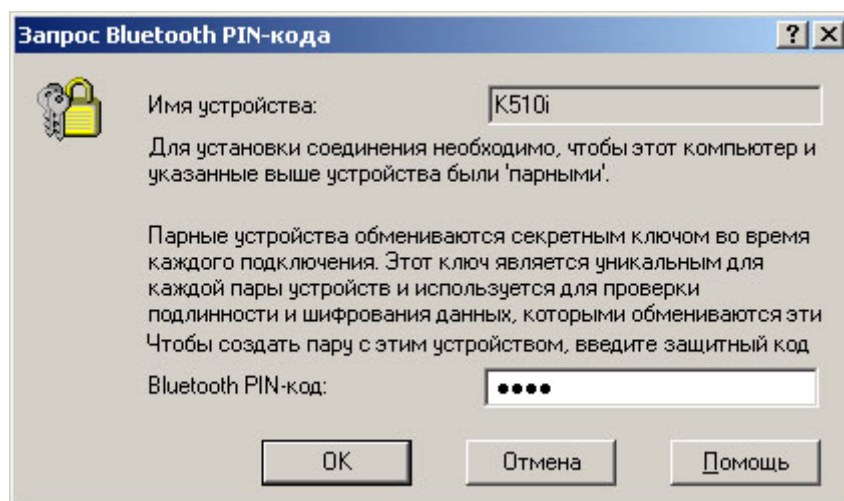 Запрос Bluetooth PIN-кода
Имя устройства: K510i
Для установки соединения необходимо, чтобы этот компьютер и
указанные выше устройства были 'парными'.
Парные устройства обмениваются секретным ключом во время
каждого подключения. Этот ключ является уникальным для
каждой пары устройств и используется для проверки
подлинности и шифрования данных, которыми обмениваются эти
Чтобы создать пару с этим устройством, введите защитный код
Bluetooth PIN-код: ••••
OK Отмена Помощь